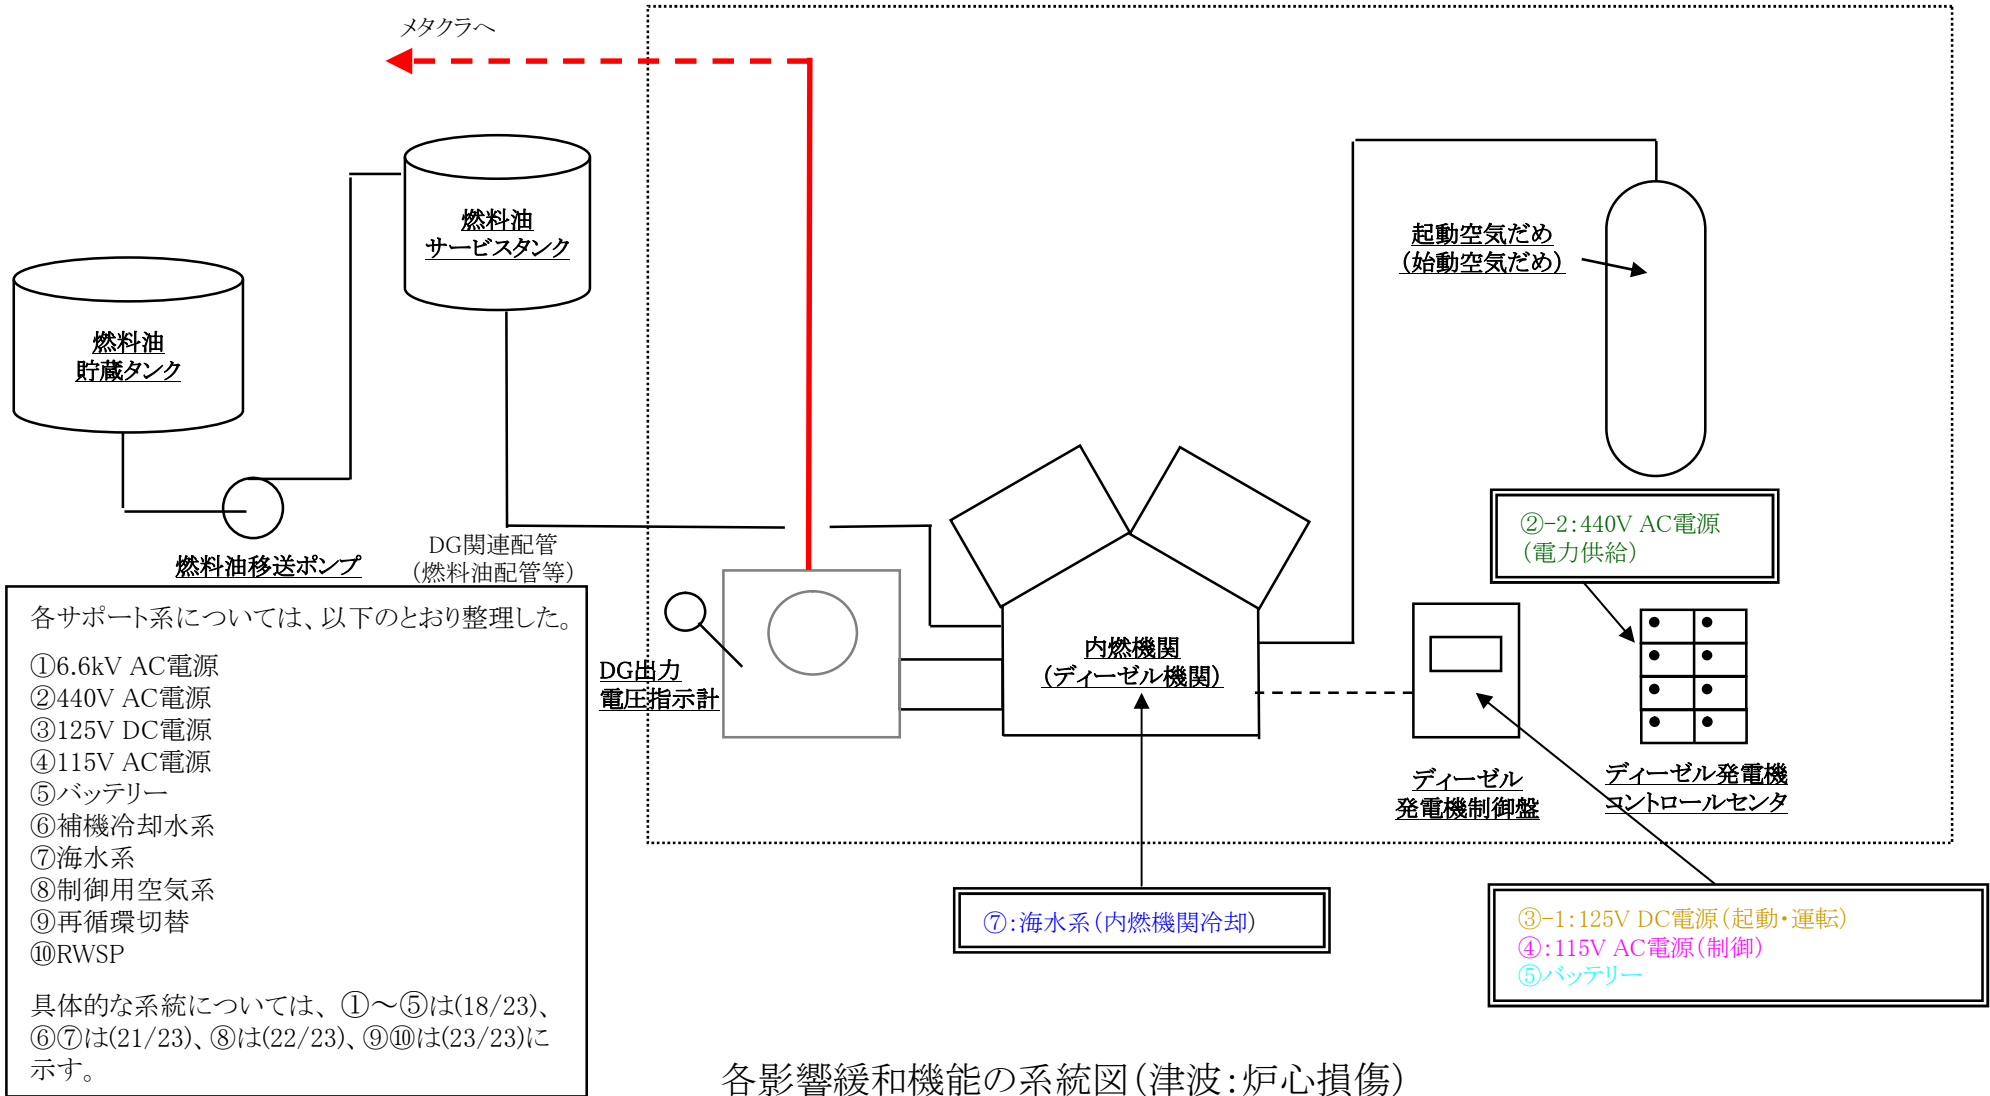 メタクラへ
燃料油
サービスタンク
燃料油
貯蔵タンク
起動空気だめ
(始動空気だめ)
燃料油移送ポンプ
DG関連配管
(燃料油配管等)
②-2:440V AC電源
(電力供給)
DG出力
電圧指示計
内燃機関
(ディーゼル機関)
ディーゼル
発電機制御盤
ディーゼル発電機
コントロールセンタ
各サポート系については、以下のとおり整理した。
①6.6kV AC電源
②440V AC電源
③125V DC電源
④115V AC電源
⑤バッテリー
⑥補機冷却水系
⑦海水系
⑧制御用空気系
⑨再循環切替
⑩RWSP
具体的な系統については、①～⑤は(18/23)、
⑥⑦は(21/23)、⑧は(22/23)、⑨⑩は(23/23)に
示す。
⑦:海水系(内燃機関冷却)
③-1:125V DC電源(起動・運転)
④:115V AC電源(制御)
⑤バッテリー
各影響緩和機能の系統図(津波:炉心損傷)